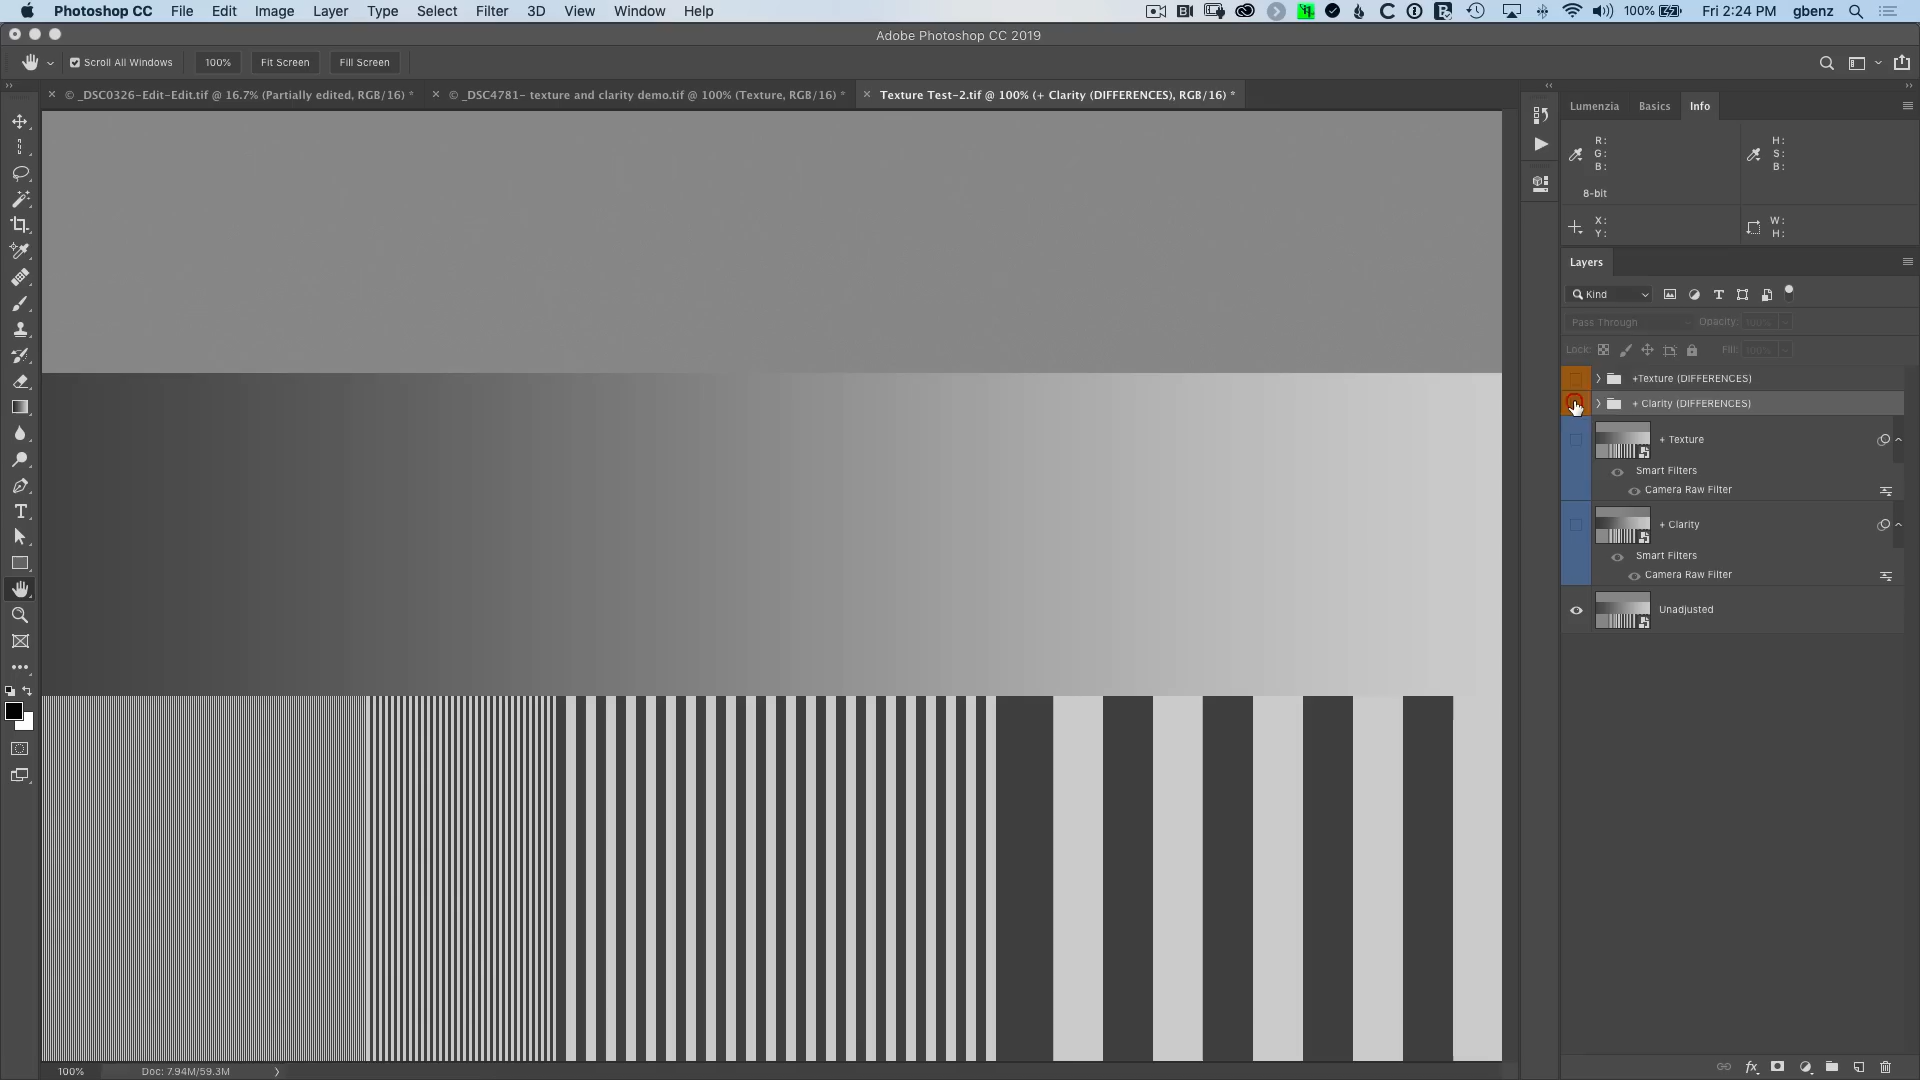 Photoshop CC File Edit Image Layer Type Select Filter 3D View Window Help 100% Fri 2:24 PM gbenz
Adobe Photoshop CC 2019
Scroll All Windows 100% Fit Screen Fill Screen
× © _DSC0326-Edit-Edit.tif @ 16.7% (Partially edited, RGB/16) * × © _DSC4781- texture and clarity demo.tif @ 100% (Texture, RGB/16) * × Texture Test-2.tif @ 100% (+ Clarity (DIFFERENCES), RGB/16) *
Lumenzia Basics Info
R: H:
G: S:
B: B:
8-bit
X: W:
Y: H:
Layers
Kind
Pass Through Opacity: 100%
Lock: Fill: 100%
+Texture (DIFFERENCES)
+ Clarity (DIFFERENCES)
+ Texture
Smart Filters
Camera Raw Filter
+ Clarity
Smart Filters
Camera Raw Filter
Unadjusted
100% Doc: 7.94M/59.3M
fx